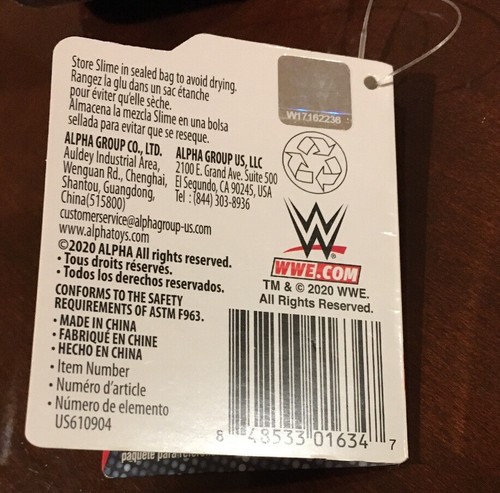 Store Slime in sealed bag to avoid drying.
Rangez la glu dans un sac étanche
pour éviter qu'elle sèche.
Almacena la mezcla Slime en una bolsa
sellada para evitar que se reseque.
ALPHA GROUP CO., LTD.
Auldey Industrial Area,
Wenguan Rd., Chenghai,
Shantou, Guangdong,
China(515800)
ALPHA GROUP US, LLC
2100 E. Grand Ave. Suite 500
El Segundo, CA 90245, USA
Tel :(844) 303-8936
customerservice@alphagroup-us.com
www.alphatoys.com
©2020 ALPHA All rights reserved.
• Tous droits réservés.
• Todos los derechos reservados.
CONFORMS TO THE SAFETY
REQUIREMENTS OF ASTM F963.
• MADE IN CHINA
• FABRIQUÉ EN CHINE
• HECHO EN CHINA
• Item Number
• Numéro d'article
• Número de elemento
US610904
W17162236
W
WWE.COM
TM & © 2020 WWE.
All Rights Reserved.
8 48533 01634 7
paquete para